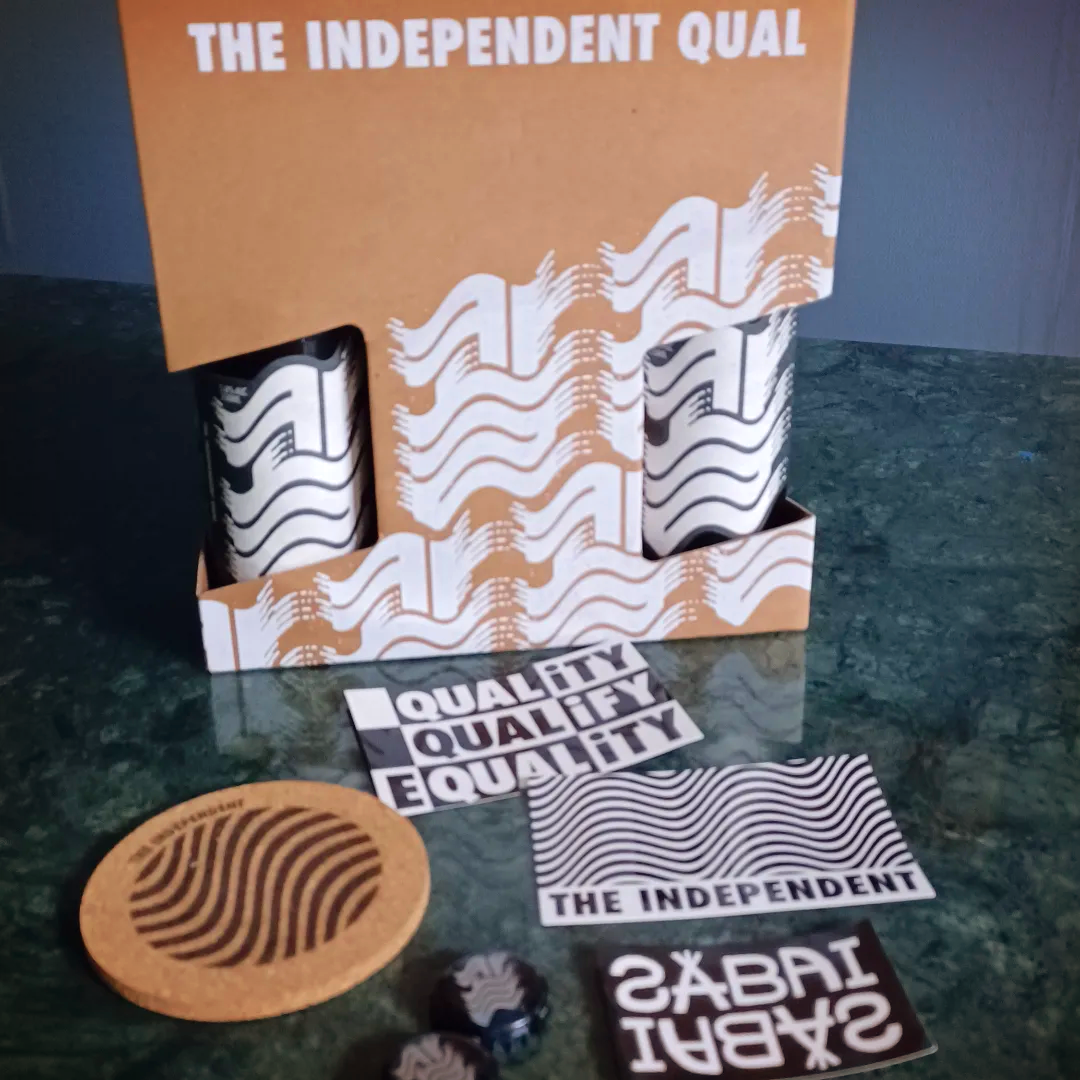 THE INDEPENDENT QUAL
QUALiTY
QUALiFY
EQUALiTY
THE INDEPENDENT
THE INDEPENDENT
SABAI
SABAI